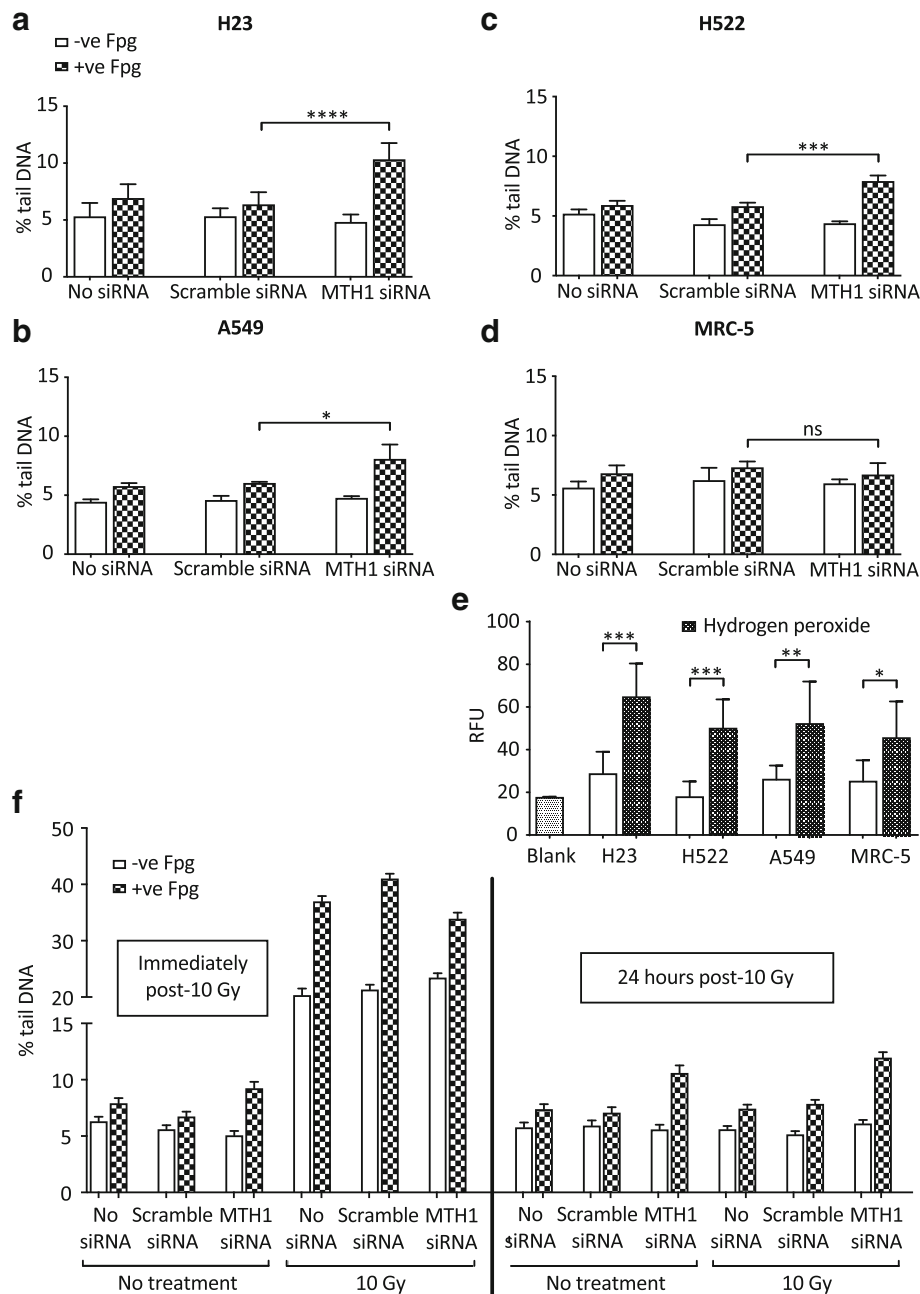 a
H23
-ve Fpg
+ve Fpg
15
10
5
0
% tail DNA
****
No siRNA Scramble siRNA MTH1 siRNA
c
H522
15
10
5
0
% tail DNA
***
No siRNA Scramble siRNA MTH1 siRNA
b
A549
15
10
5
0
% tail DNA
*
No siRNA Scramble siRNA MTH1 siRNA
d
MRC-5
15
10
5
0
% tail DNA
ns
No siRNA Scramble siRNA MTH1 siRNA
e
100
80
60
40
20
0
RFU
Hydrogen peroxide
***
***
**
*
Blank H23 H522 A549 MRC-5
f
50
40
30
20
15
10
5
0
% tail DNA
-ve Fpg
+ve Fpg
Immediately
post-10 Gy
24 hours post-10 Gy
No Scramble MTH1 No Scramble MTH1 No Scramble MTH1 No Scramble MTH1
siRNA siRNA siRNA siRNA siRNA siRNA siRNA siRNA siRNA siRNA siRNA siRNA
No treatment 10 Gy No treatment 10 Gy